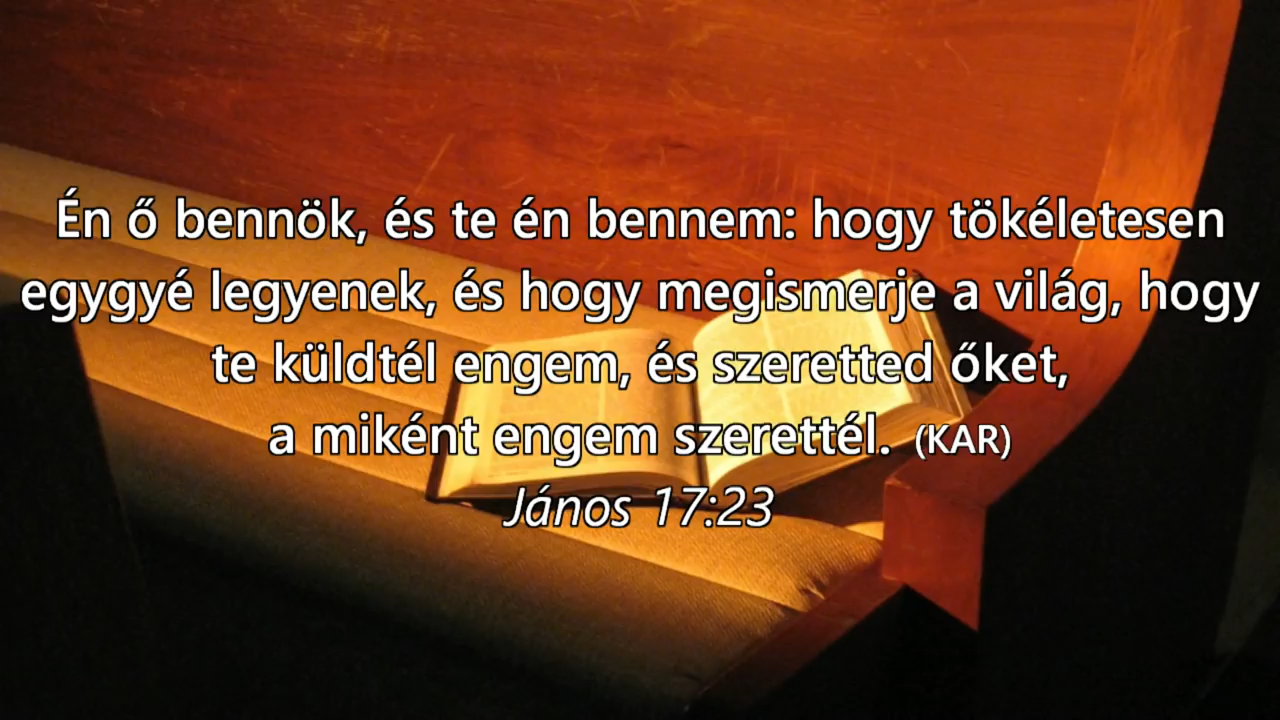 Én ő bennök, és te én bennem: hogy tökéletesen
egygyé legyenek, és hogy megismerje a világ, hogy
te küldtél engem, és szeretted őket,
a miként engem szerettél. (KAR)
János 17:23